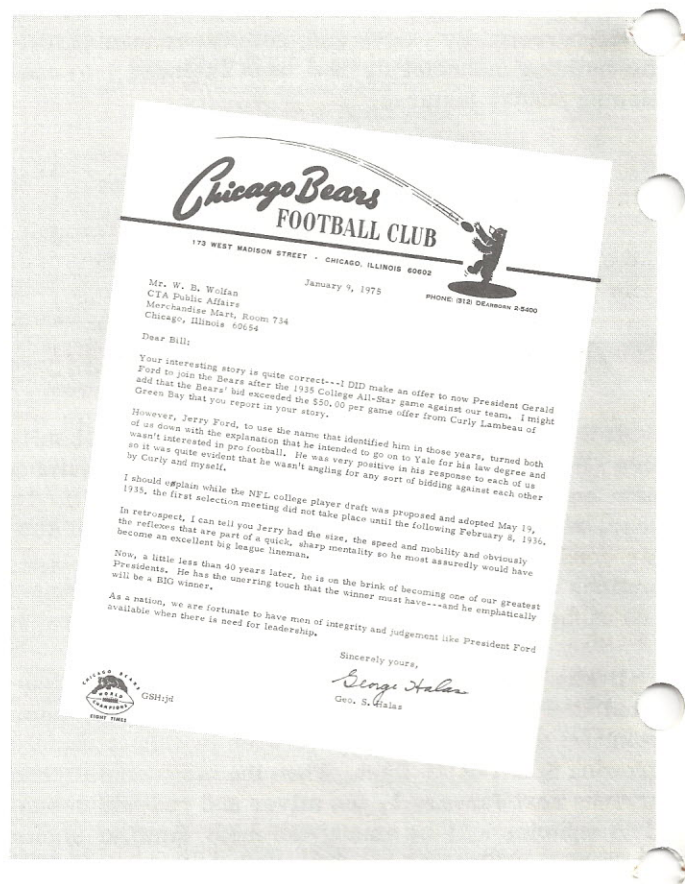 Chicago Bears
FOOTBALL CLUB
173 WEST MADISON STREET · CHICAGO, ILLINOIS 60602
PHONE: (312) DEARBORN 2-5400
January 9, 1975
Mr. W. B. Wolfan
CTA Public Affairs
Merchandise Mart, Room 734
Chicago, Illinois 60654
Dear Bill:
Your interesting story is quite correct---I DID make an offer to now President Gerald
Ford to join the Bears after the 1935 College All-Star game against our team. I might
add that the Bears' bid exceeded the $50.00 per game offer from Curly Lambeau of
Green Bay that you report in your story.
However, Jerry Ford, to use the name that identified him in those years, turned both
of us down with the explanation that he intended to go on to Yale for his law degree and
wasn't interested in pro football. He was very positive in his response to each of us
so it was quite evident that he wasn't angling for any sort of bidding against each other
by Curly and myself.
I should explain while the NFL college player draft was proposed and adopted May 19,
1935, the first selection meeting did not take place until the following February 8, 1936.
In retrospect, I can tell you Jerry had the size, the speed and mobility and obviously
the reflexes that are part of a quick, sharp mentality so he most assuredly would have
become an excellent big league lineman.
Now, a little less than 40 years later, he is on the brink of becoming one of our greatest
Presidents. He has the unerring touch that the winner must have---and he emphatically
will be a BIG winner.
As a nation, we are fortunate to have men of integrity and judgement like President Ford
available when there is need for leadership.
Sincerely yours,
George Halas
Geo. S. Halas
GSH:jd
CHICAGO BEARS
WORLD
CHAMPIONS
EIGHT TIMES